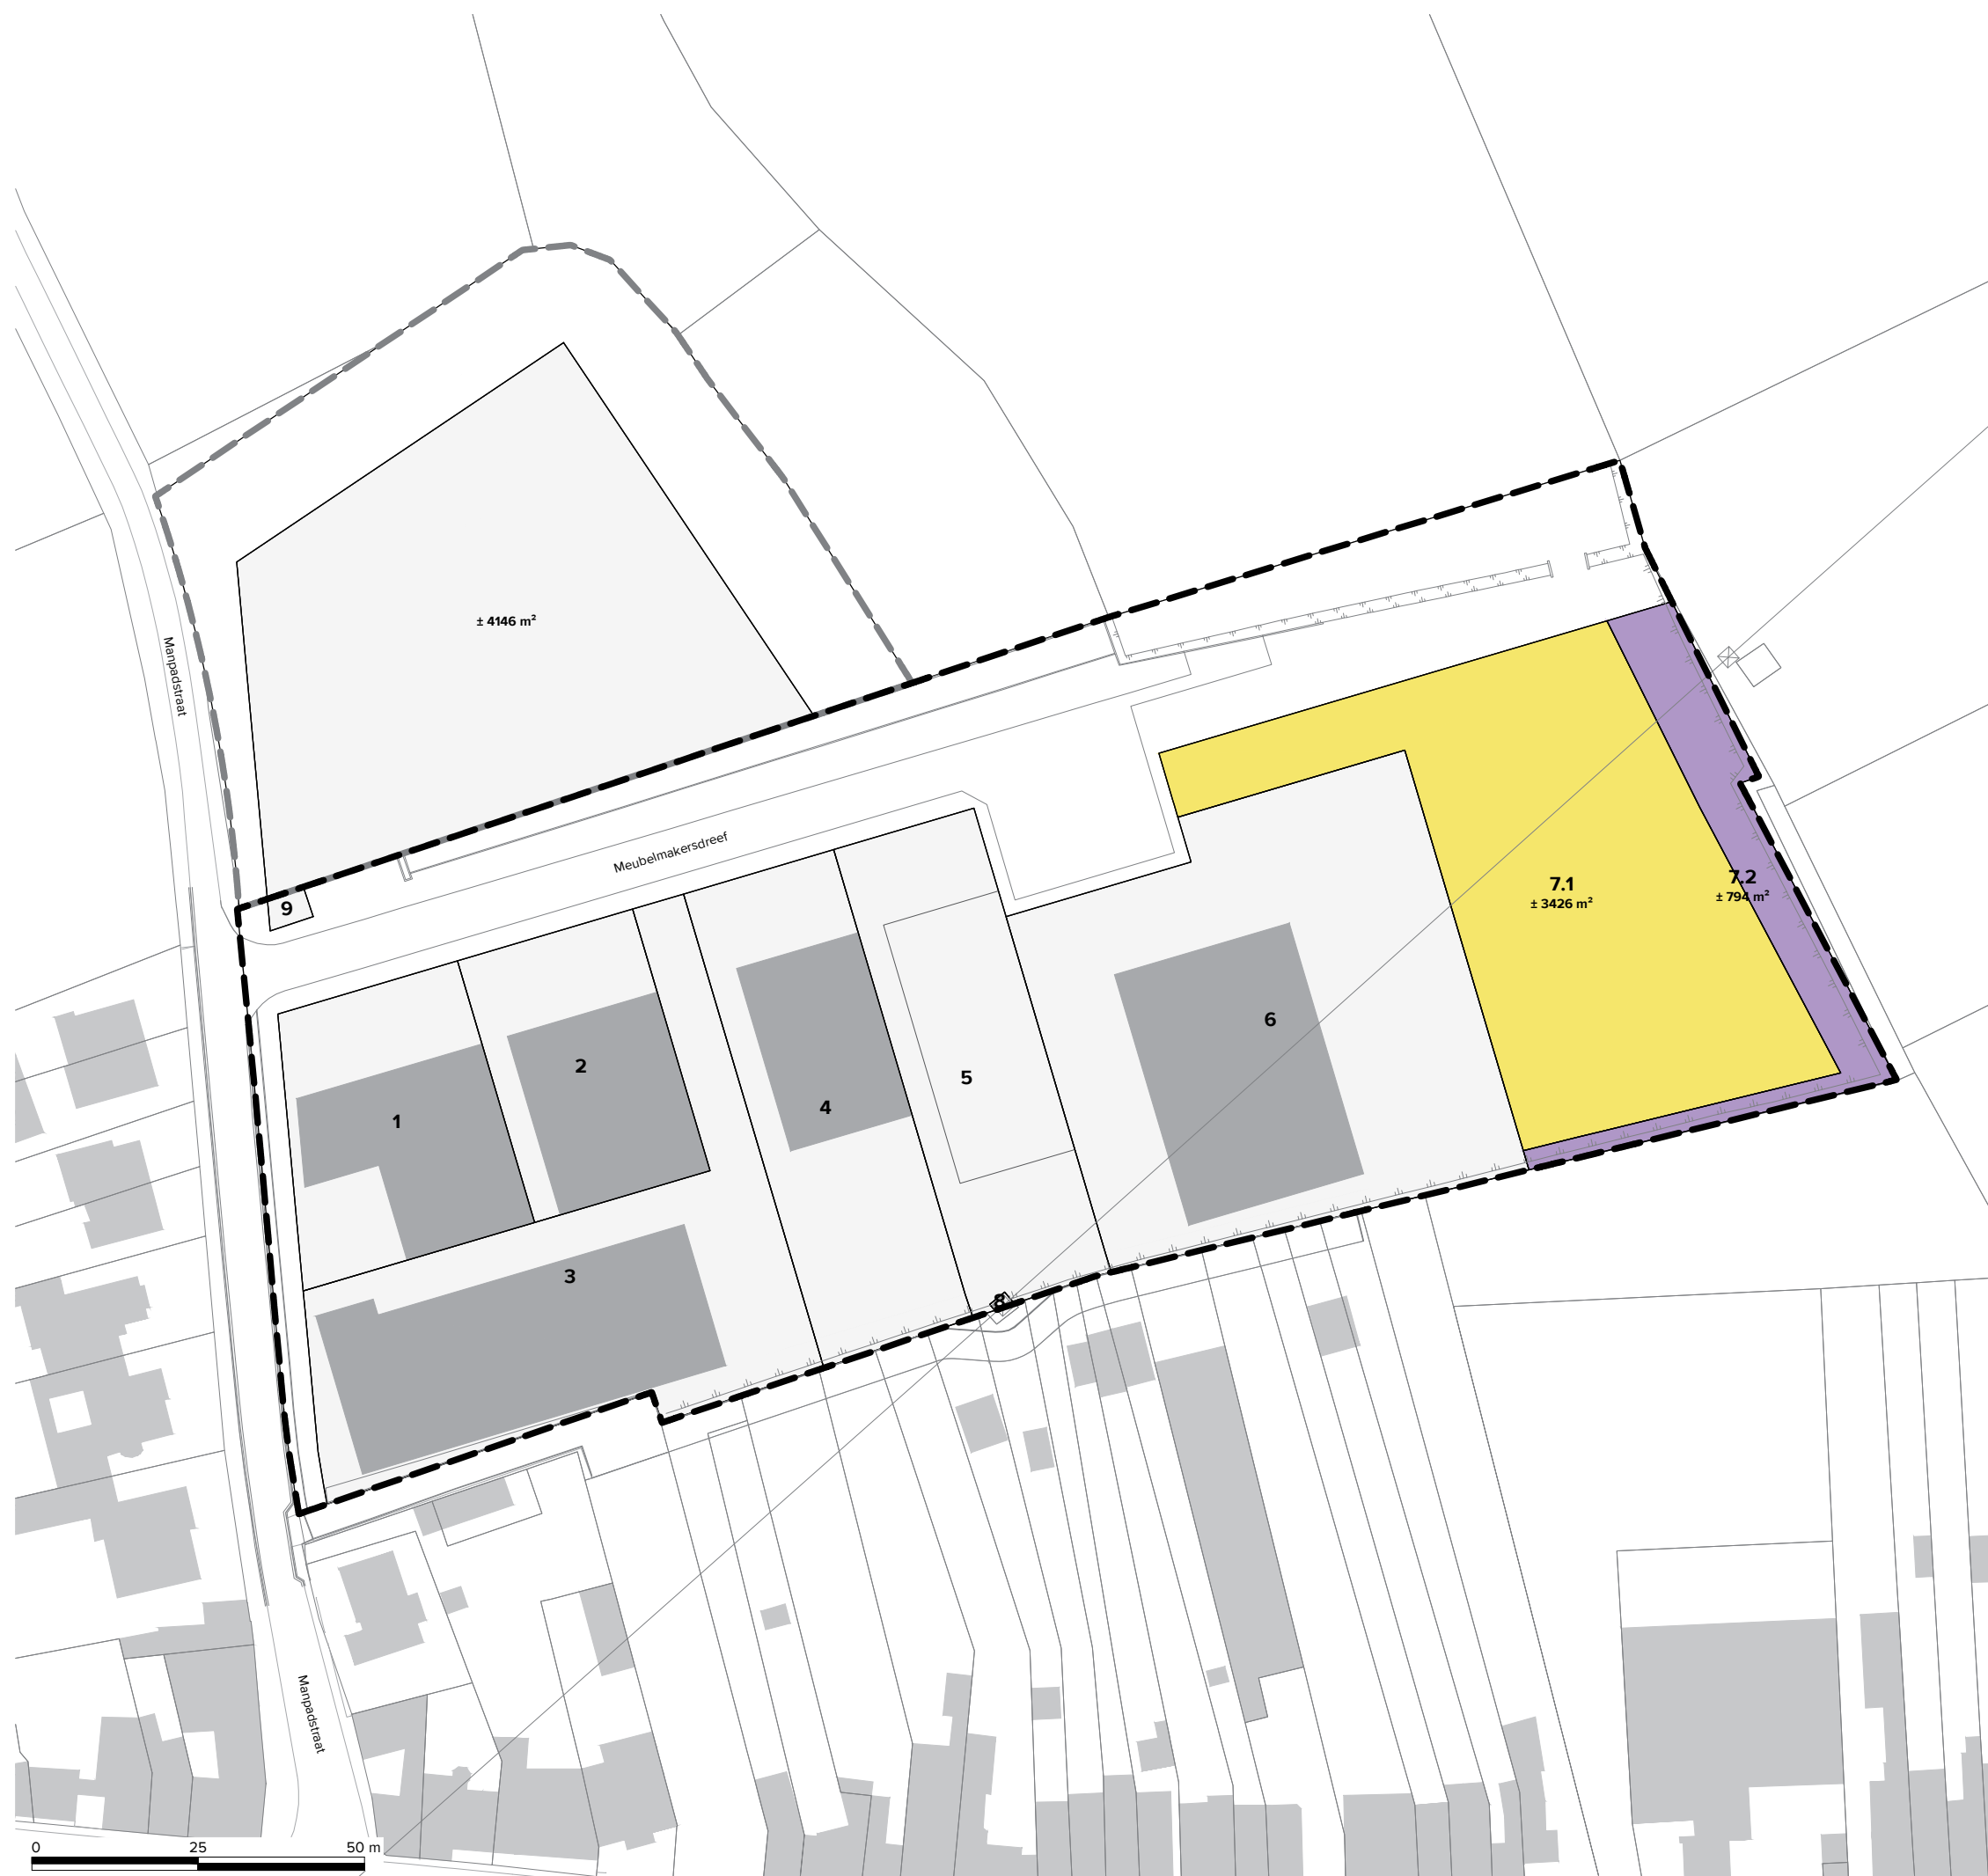 ± 4146 m²
Manpadstraat
Meubelmakersdreef
9
7.1
± 3426 m²
7.2
± 794 m²
6
2
5
4
1
3
8
Manpadstraat
0 25 50 m